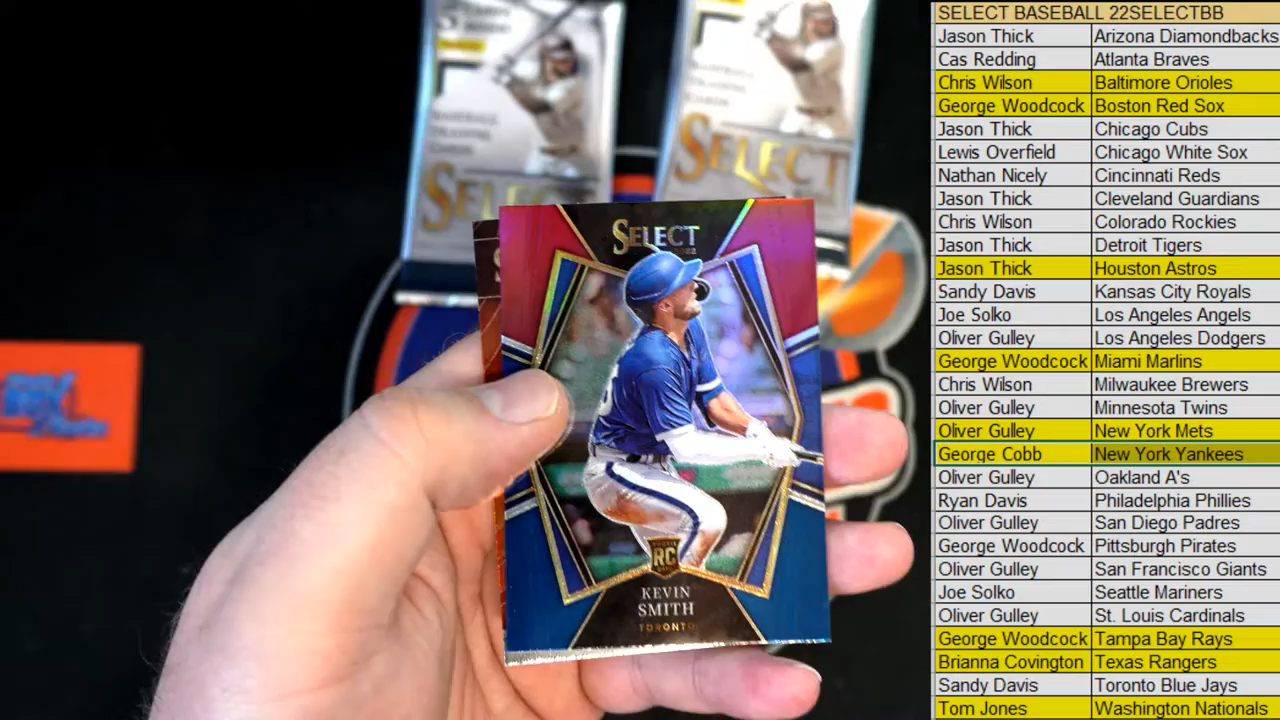 SELECT
SELECT
SELECT
KEVIN
SMITH
TORONTO
RC
SELECT BASEBALL 22SELECTBB
Jason Thick Arizona Diamondbacks
Cas Redding Atlanta Braves
Chris Wilson Baltimore Orioles
George Woodcock Boston Red Sox
Jason Thick Chicago Cubs
Lewis Overfield Chicago White Sox
Nathan Nicely Cincinnati Reds
Jason Thick Cleveland Guardians
Chris Wilson Colorado Rockies
Jason Thick Detroit Tigers
Jason Thick Houston Astros
Sandy Davis Kansas City Royals
Joe Solko Los Angeles Angels
Oliver Gulley Los Angeles Dodgers
George Woodcock Miami Marlins
Chris Wilson Milwaukee Brewers
Oliver Gulley Minnesota Twins
Oliver Gulley New York Mets
George Cobb New York Yankees
Oliver Gulley Oakland A's
Ryan Davis Philadelphia Phillies
Oliver Gulley San Diego Padres
George Woodcock Pittsburgh Pirates
Oliver Gulley San Francisco Giants
Joe Solko Seattle Mariners
Oliver Gulley St. Louis Cardinals
George Woodcock Tampa Bay Rays
Brianna Covington Texas Rangers
Sandy Davis Toronto Blue Jays
Tom Jones Washington Nationals